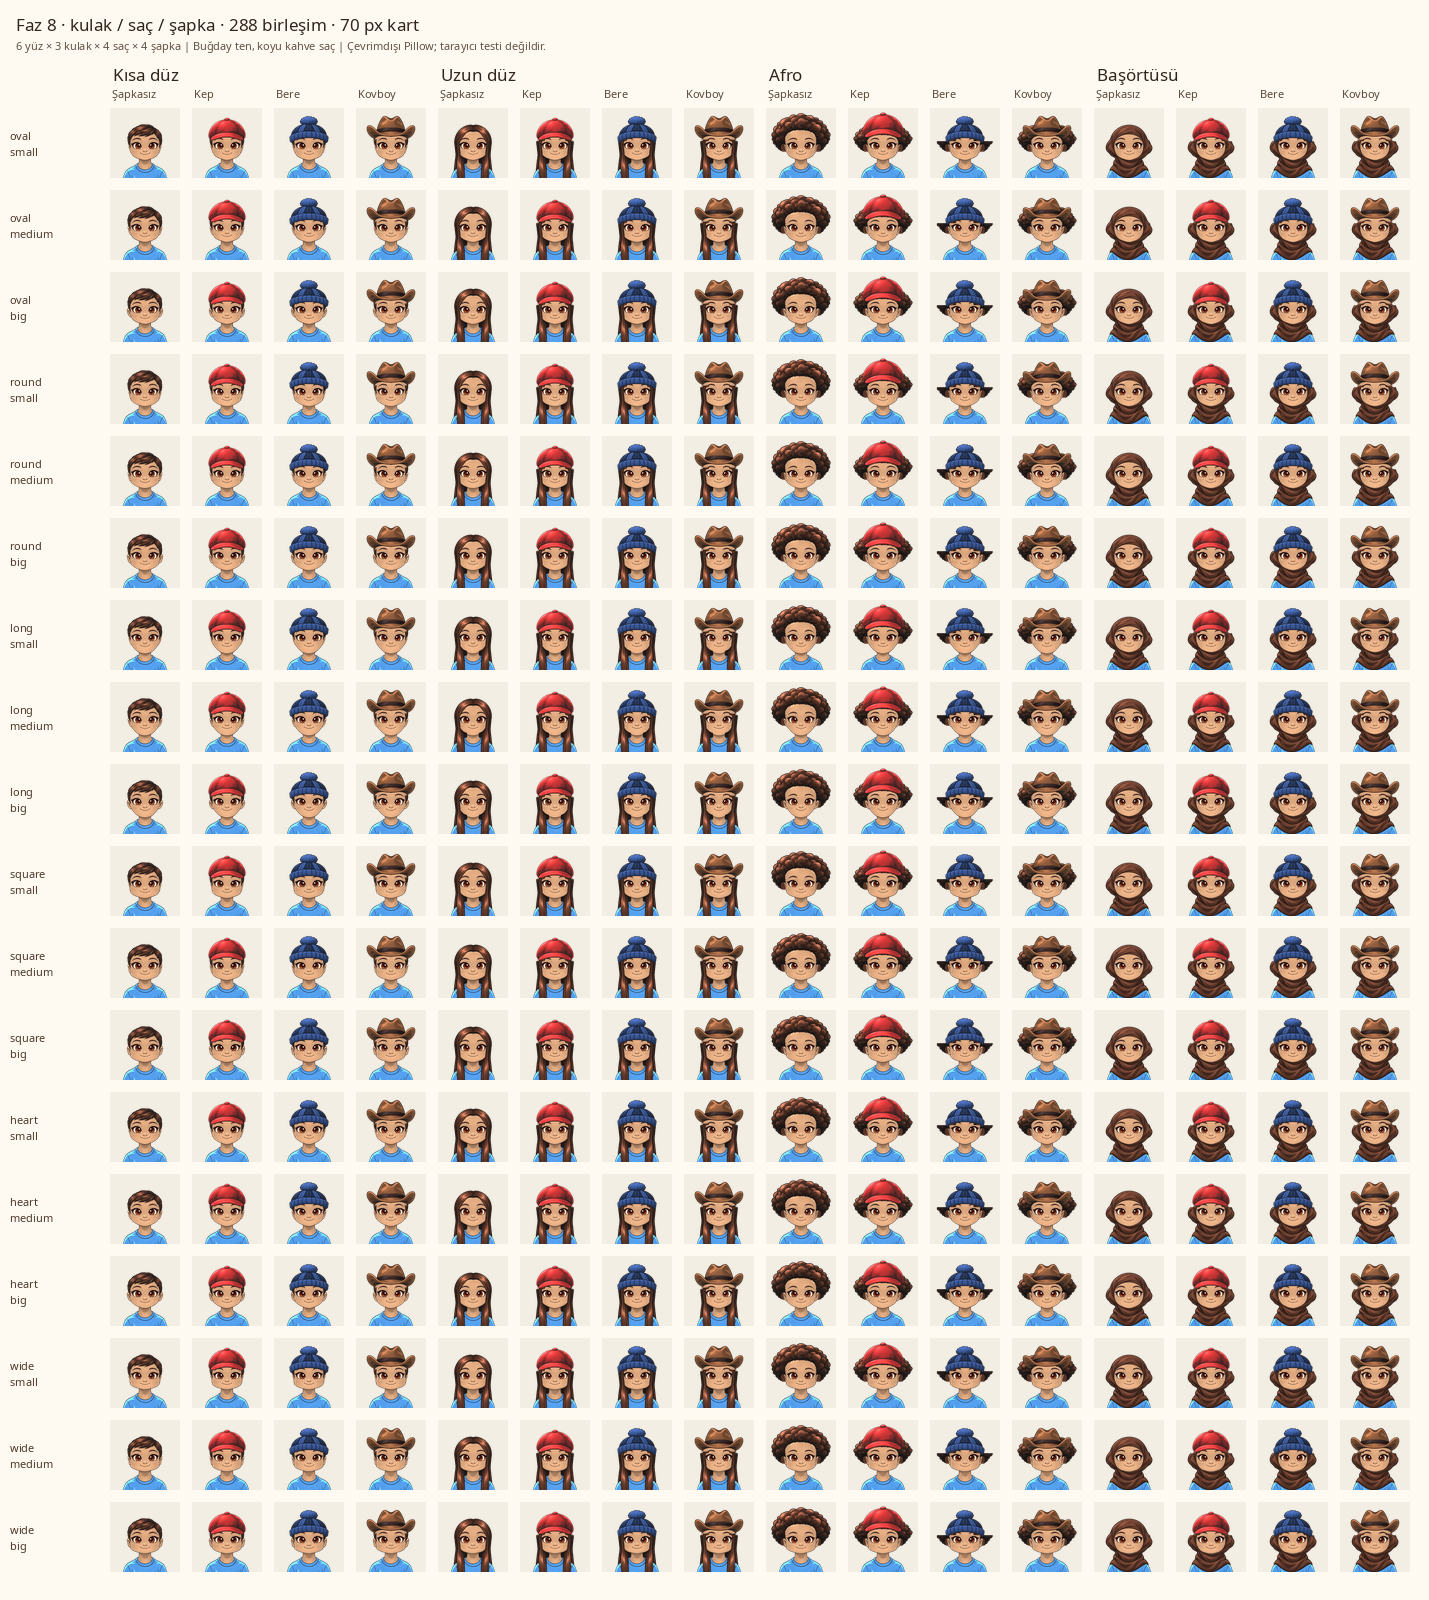 Faz 8 · kulak / saç / şapka · 288 birleşim · 70 px kart
6 yüz × 3 kulak × 4 saç × 4 şapka | Buğday ten, koyu kahve saç | Çevrimdışı Pillow; tarayıcı testi değildir.
Kısa düz Uzun düz Afro Başörtüsü
Şapkasız Kep Bere Kovboy Şapkasız Kep Bere Kovboy Şapkasız Kep Bere Kovboy Şapkasız Kep Bere Kovboy
oval
small
oval
medium
oval
big
round
small
round
medium
round
big
long
small
long
medium
long
big
square
small
square
medium
square
big
heart
small
heart
medium
heart
big
wide
small
wide
medium
wide
big